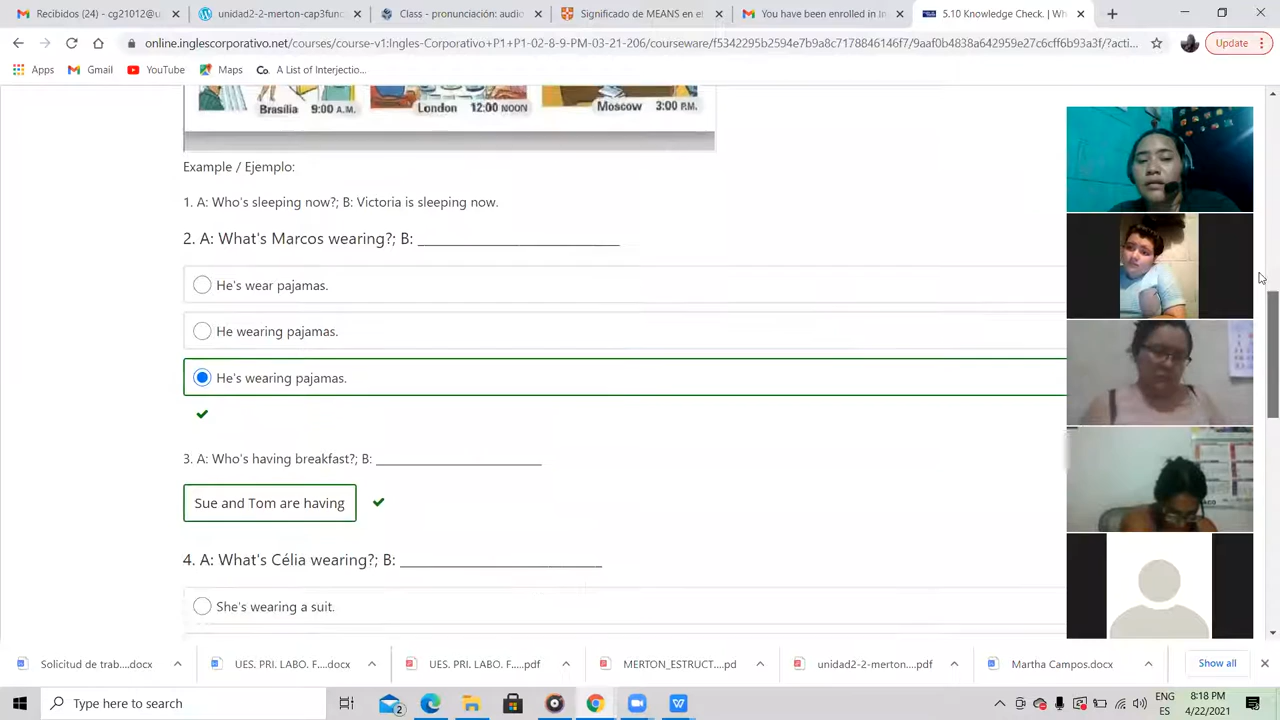 Recibidos (24) - cg21012@u
unidad2-2-merton-cap3func
Class - pronunciación: audio
Significado de MEANS en el
You have been enrolled in In
5.10 Knowledge Check. | Wh
online.inglescorporativo.net/courses/course-v1:Ingles-Corporativo+P1+P1-02-8-9-PM-03-21-206/courseware/f5342295b2594e7b9a8c7178846146f7/9aaf0b4838a642959e27c6cff6b93a3f/?acti...
Update
Apps
Gmail
YouTube
Maps
A List of Interjectio...
Brasília 9:00 A.M.
London 12:00 NOON
Moscow 3:00 P.M.
Example / Ejemplo:
1. A: Who's sleeping now?; B: Victoria is sleeping now.
2. A: What's Marcos wearing?; B: ____________________
He's wear pajamas.
He wearing pajamas.
He's wearing pajamas.
3. A: Who's having breakfast?; B: ____________________
Sue and Tom are having
4. A: What's Célia wearing?; B: ____________________
She's wearing a suit.
Solicitud de trab....docx
UES. PRI. LABO. F....docx
UES. PRI. LABO. F....pdf
MERTON_ESTRUCT....pd
unidad2-2-merton....pdf
Martha Campos.docx
Show all
Type here to search
2
ENG
ES
8:18 PM
4/22/2021